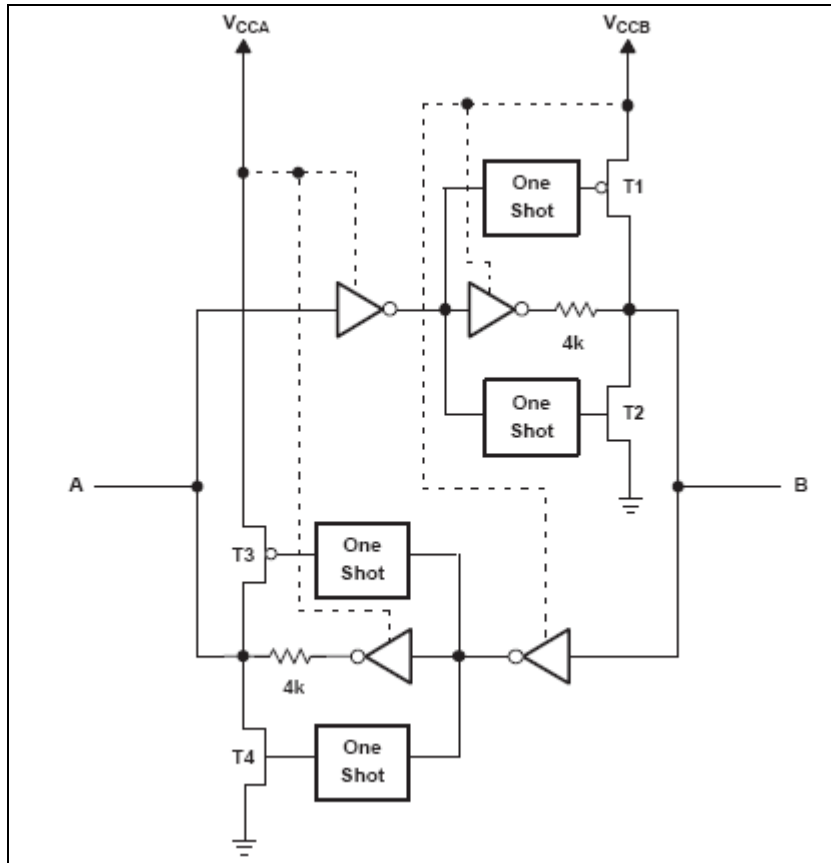 VCCA
VCCB
One
Shot
T1
4k
One
Shot
T2
A
B
T3
One
Shot
4k
T4
One
Shot